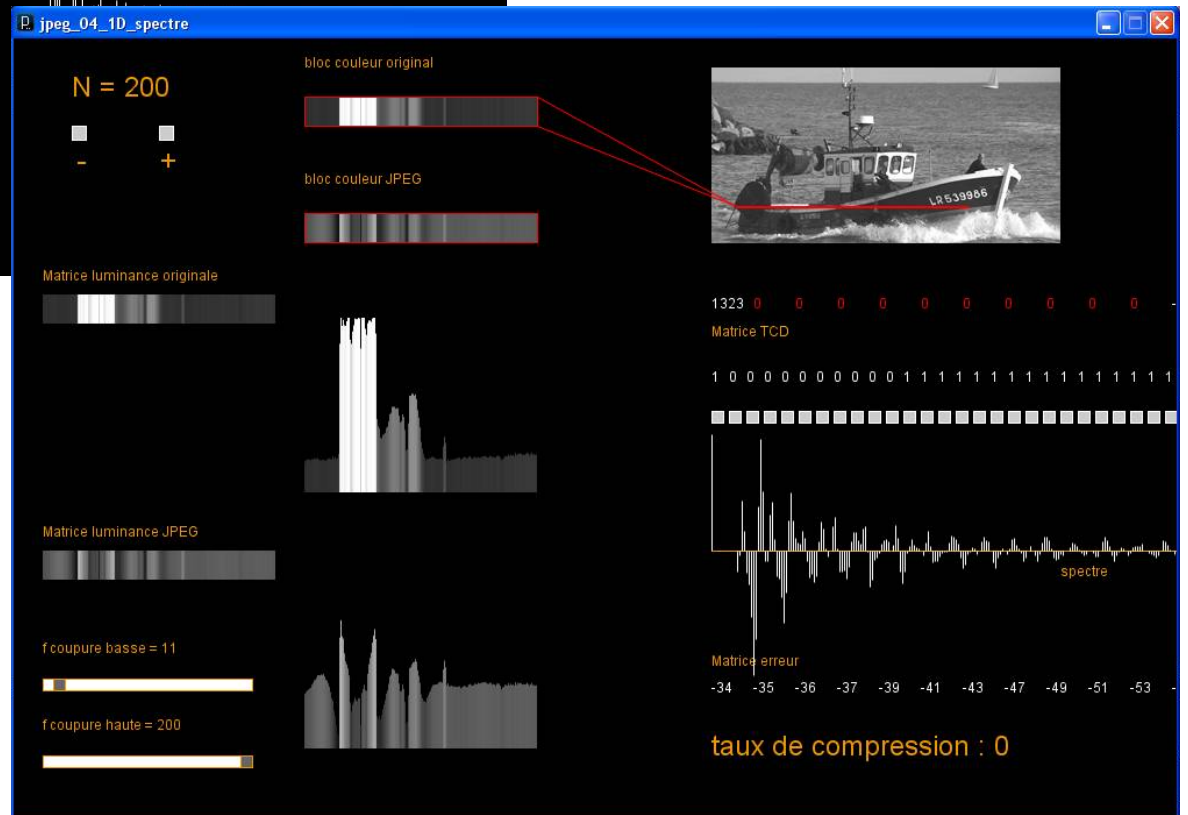 jpeg_04_1D_spectre
N = 200
- +
bloc couleur original
bloc couleur JPEG
LR539986
Matrice luminance originale
1323 0 0 0 0 0 0 0 0 0 0 -
Matrice TCD
1 0 0 0 0 0 0 0 0 0 0 1 1 1 1 1 1 1 1 1 1 1 1 1 1 1 1
spectre
Matrice luminance JPEG
Matrice erreur
-34 -35 -36 -37 -39 -41 -43 -47 -49 -51 -53 -
f coupure basse = 11
f coupure haute = 200
taux de compression : 0